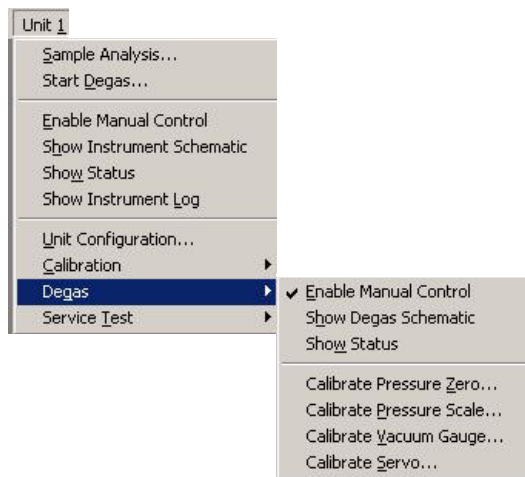 Unit 1
Sample Analysis...
Start Degas...
Enable Manual Control
Show Instrument Schematic
Show Status
Show Instrument Log
Unit Configuration...
Calibration
Degas
Service Test
Enable Manual Control
Show Degas Schematic
Show Status
Calibrate Pressure Zero...
Calibrate Pressure Scale...
Calibrate Vacuum Gauge...
Calibrate Servo...